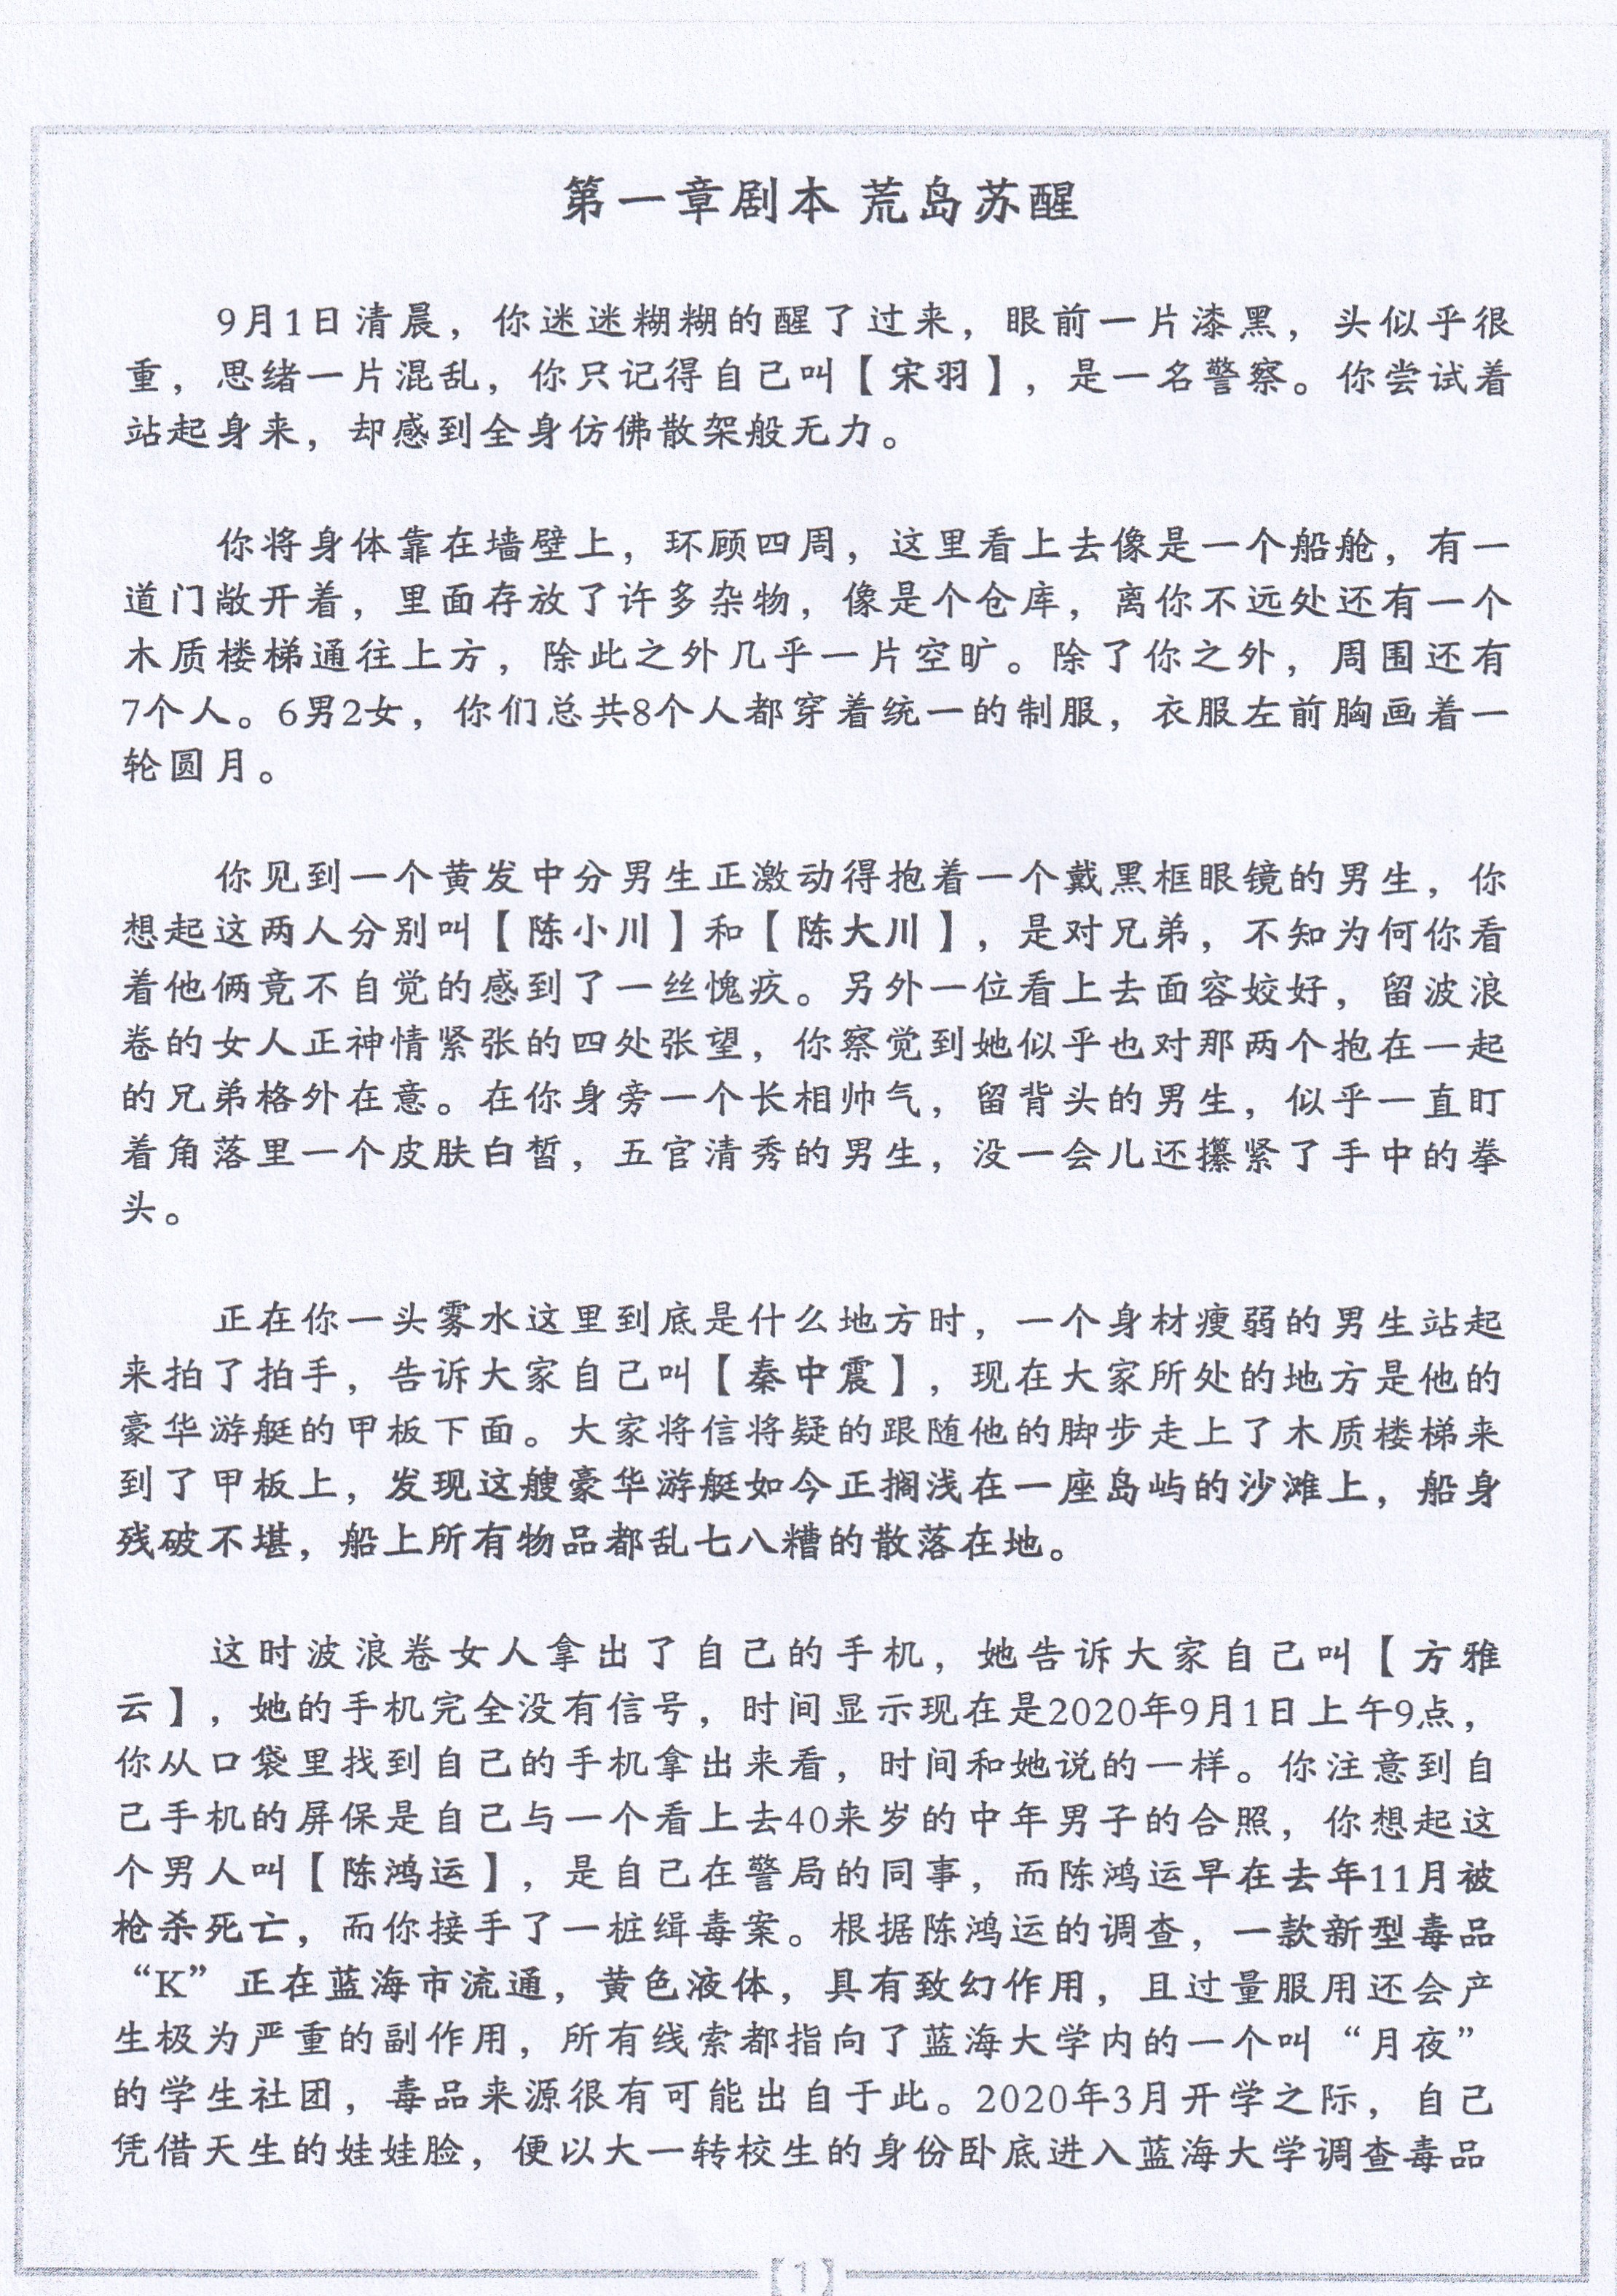 第一章剧本 荒岛苏醒
9月1日清晨，你迷迷糊糊的醒了过来，眼前一片漆黑，头似乎很
重，思绪一片混乱，你只记得自己叫【宋羽】，是一名警察。你尝试着
站起身来，却感到全身仿佛散架般无力。
你将身体靠在墙壁上，环顾四周，这里看上去像是一个船舱，有一
道门敞开着，里面存放了许多杂物，像是个仓库，离你不远处还有一个
木质楼梯通往上方，除此之外几乎一片空旷。除了你之外，周围还有
7个人。6男2女，你们总共8个人都穿着统一的制服，衣服左前胸画着一
轮圆月。
你见到一个黄发中分男生正激动得抱着一个戴黑框眼镜的男生，你
想起这两人分别叫【陈小川】和【陈大川】，是对兄弟，不知为何你看
着他俩竟不自觉的感到了一丝愧疚。另外一位看上去面容姣好，留波浪
卷的女人正神情紧张的四处张望，你察觉到她似乎也对那两个抱在一起
的兄弟格外在意。在你身旁一个长相帅气，留背头的男生，似乎一直盯
着角落里一个皮肤白皙，五官清秀的男生，没一会儿还攥紧了手中的拳
头。
正在你一头雾水这里到底是什么地方时，一个身材瘦弱的男生站起
来拍了拍手，告诉大家自己叫【秦中震】，现在大家所处的地方是他的
豪华游艇的甲板下面。大家将信将疑的跟随他的脚步走上了木质楼梯来
到了甲板上，发现这艘豪华游艇如今正搁浅在一座岛屿的沙滩上，船身
残破不堪，船上所有物品都乱七八糟的散落在地。
这时波浪卷女人拿出了自己的手机，她告诉大家自己叫【方雅
云】，她的手机完全没有信号，时间显示现在是2020年9月1日上午9点，
你从口袋里找到自己的手机拿出来看，时间和她说的一样。你注意到自
己手机的屏保是自己与一个看上去40来岁的中年男子的合照，你想起这
个男人叫【陈鸿运】，是自己在警局的同事，而陈鸿运早在去年11月被
枪杀死亡，而你接手了一桩缉毒案。根据陈鸿运的调查，一款新型毒品
“K”正在蓝海市流通，黄色液体，具有致幻作用，且过量服用还会产
生极为严重的副作用，所有线索都指向了蓝海大学内的一个叫“月夜”
的学生社团，毒品来源很有可能出自于此。2020年3月开学之际，自己
凭借天生的娃娃脸，便以大一转校生的身份卧底进入蓝海大学调查毒品
【1】